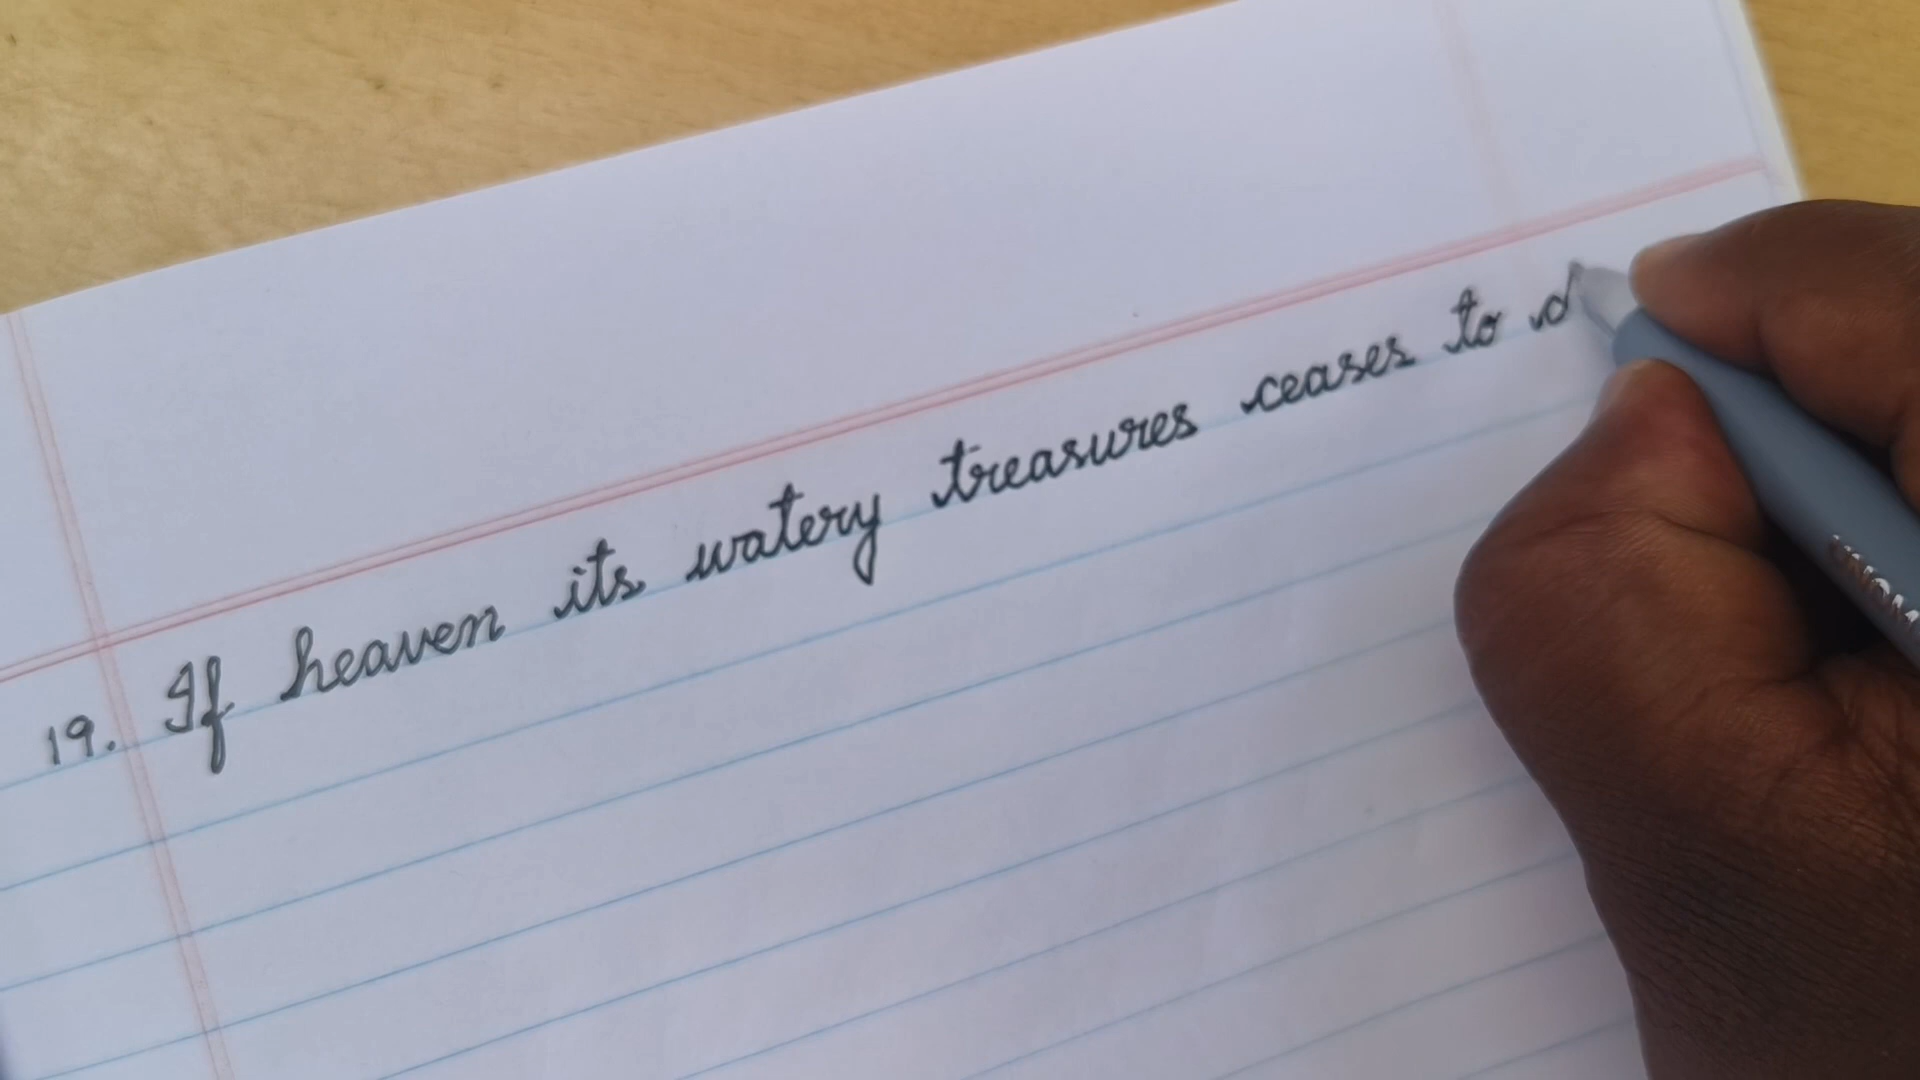 19. If heaven its watery treasures ceases to d